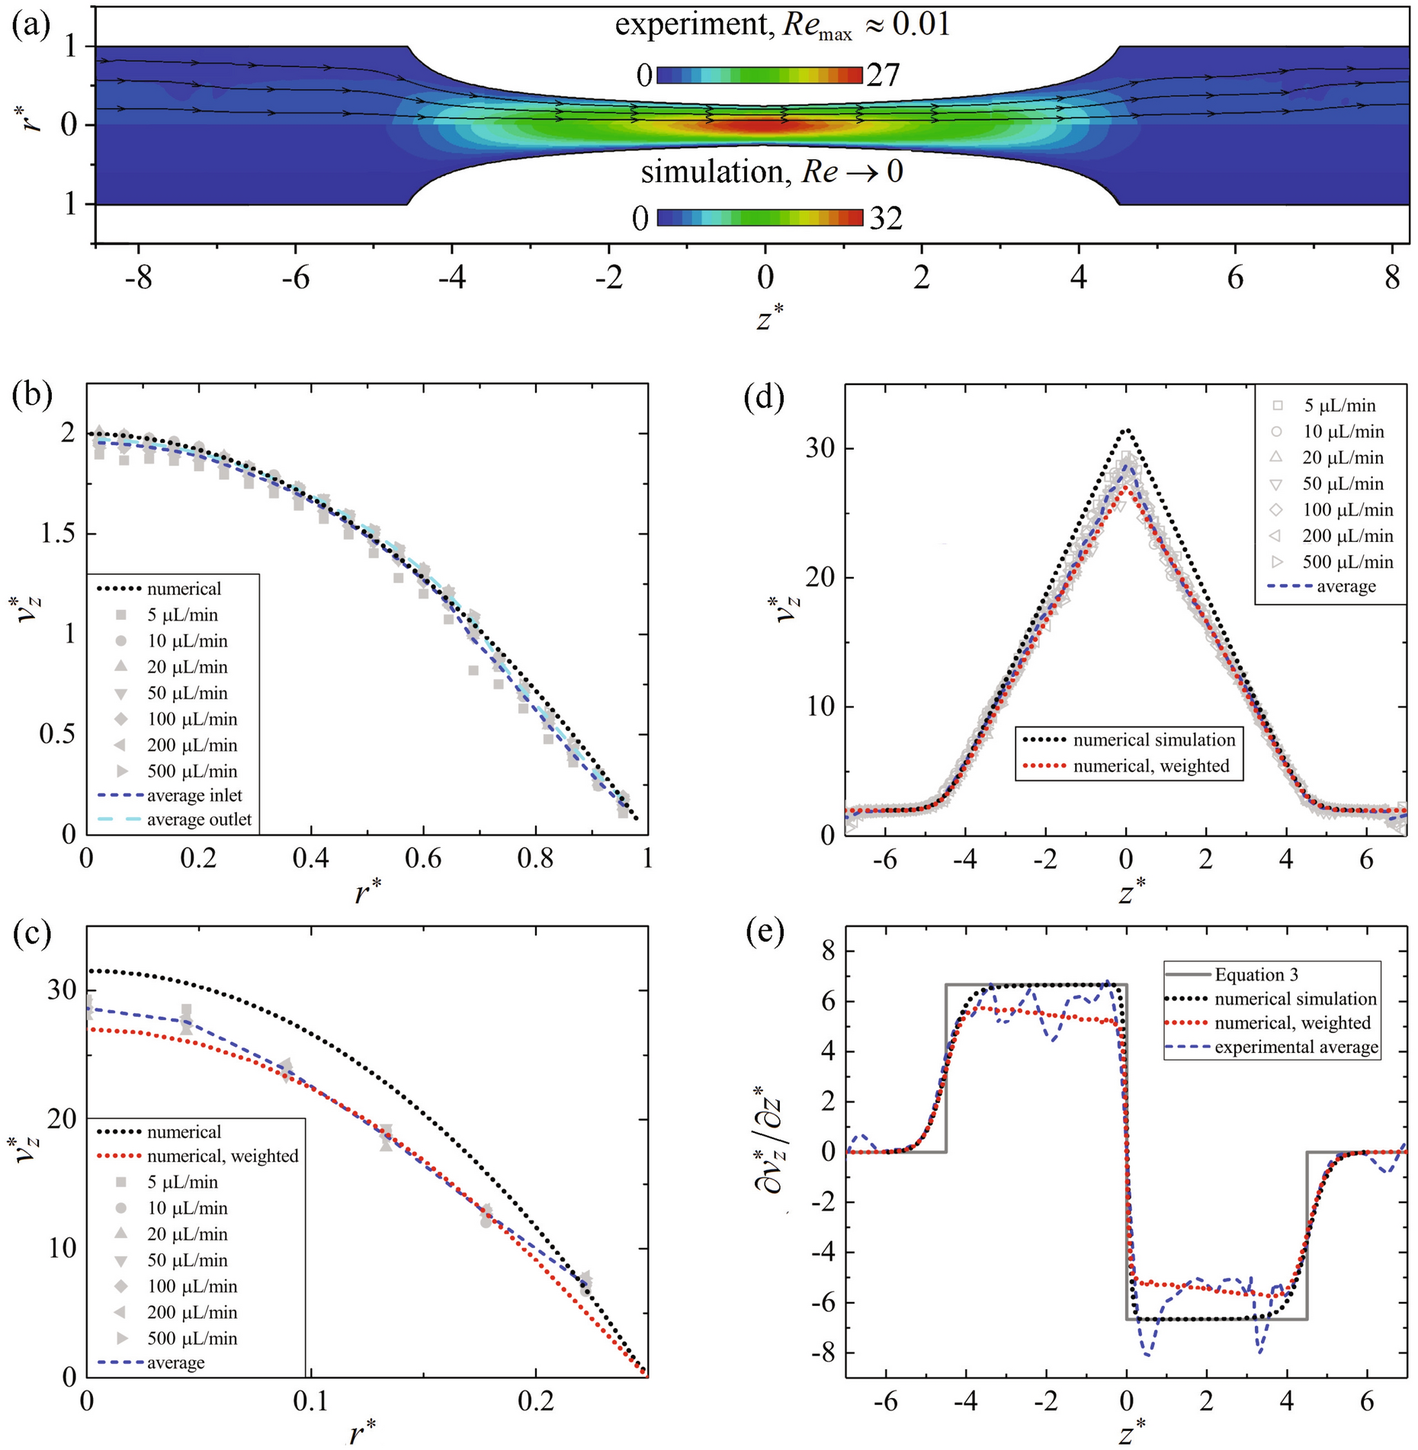 (a)
experiment, Re_max ≈ 0.01
0 27
simulation, Re → 0
0 32
1
0
1
r*
-8 -6 -4 -2 0 2 4 6 8
z*
(b)
2
1.5
1
0.5
0
v_z*
numerical
5 µL/min
10 µL/min
20 µL/min
50 µL/min
100 µL/min
200 µL/min
500 µL/min
average inlet
average outlet
0 0.2 0.4 0.6 0.8 1
r*
(d)
30
20
10
0
v_z*
5 µL/min
10 µL/min
20 µL/min
50 µL/min
100 µL/min
200 µL/min
500 µL/min
average
numerical simulation
numerical, weighted
-6 -4 -2 0 2 4 6
z*
(c)
30
20
10
0
v_z*
numerical
numerical, weighted
5 µL/min
10 µL/min
20 µL/min
50 µL/min
100 µL/min
200 µL/min
500 µL/min
average
0 0.1 0.2
r*
(e)
8
6
4
2
0
-2
-4
-6
-8
∂v_z*/∂z*
Equation 3
numerical simulation
numerical, weighted
experimental average
-6 -4 -2 0 2 4 6
z*